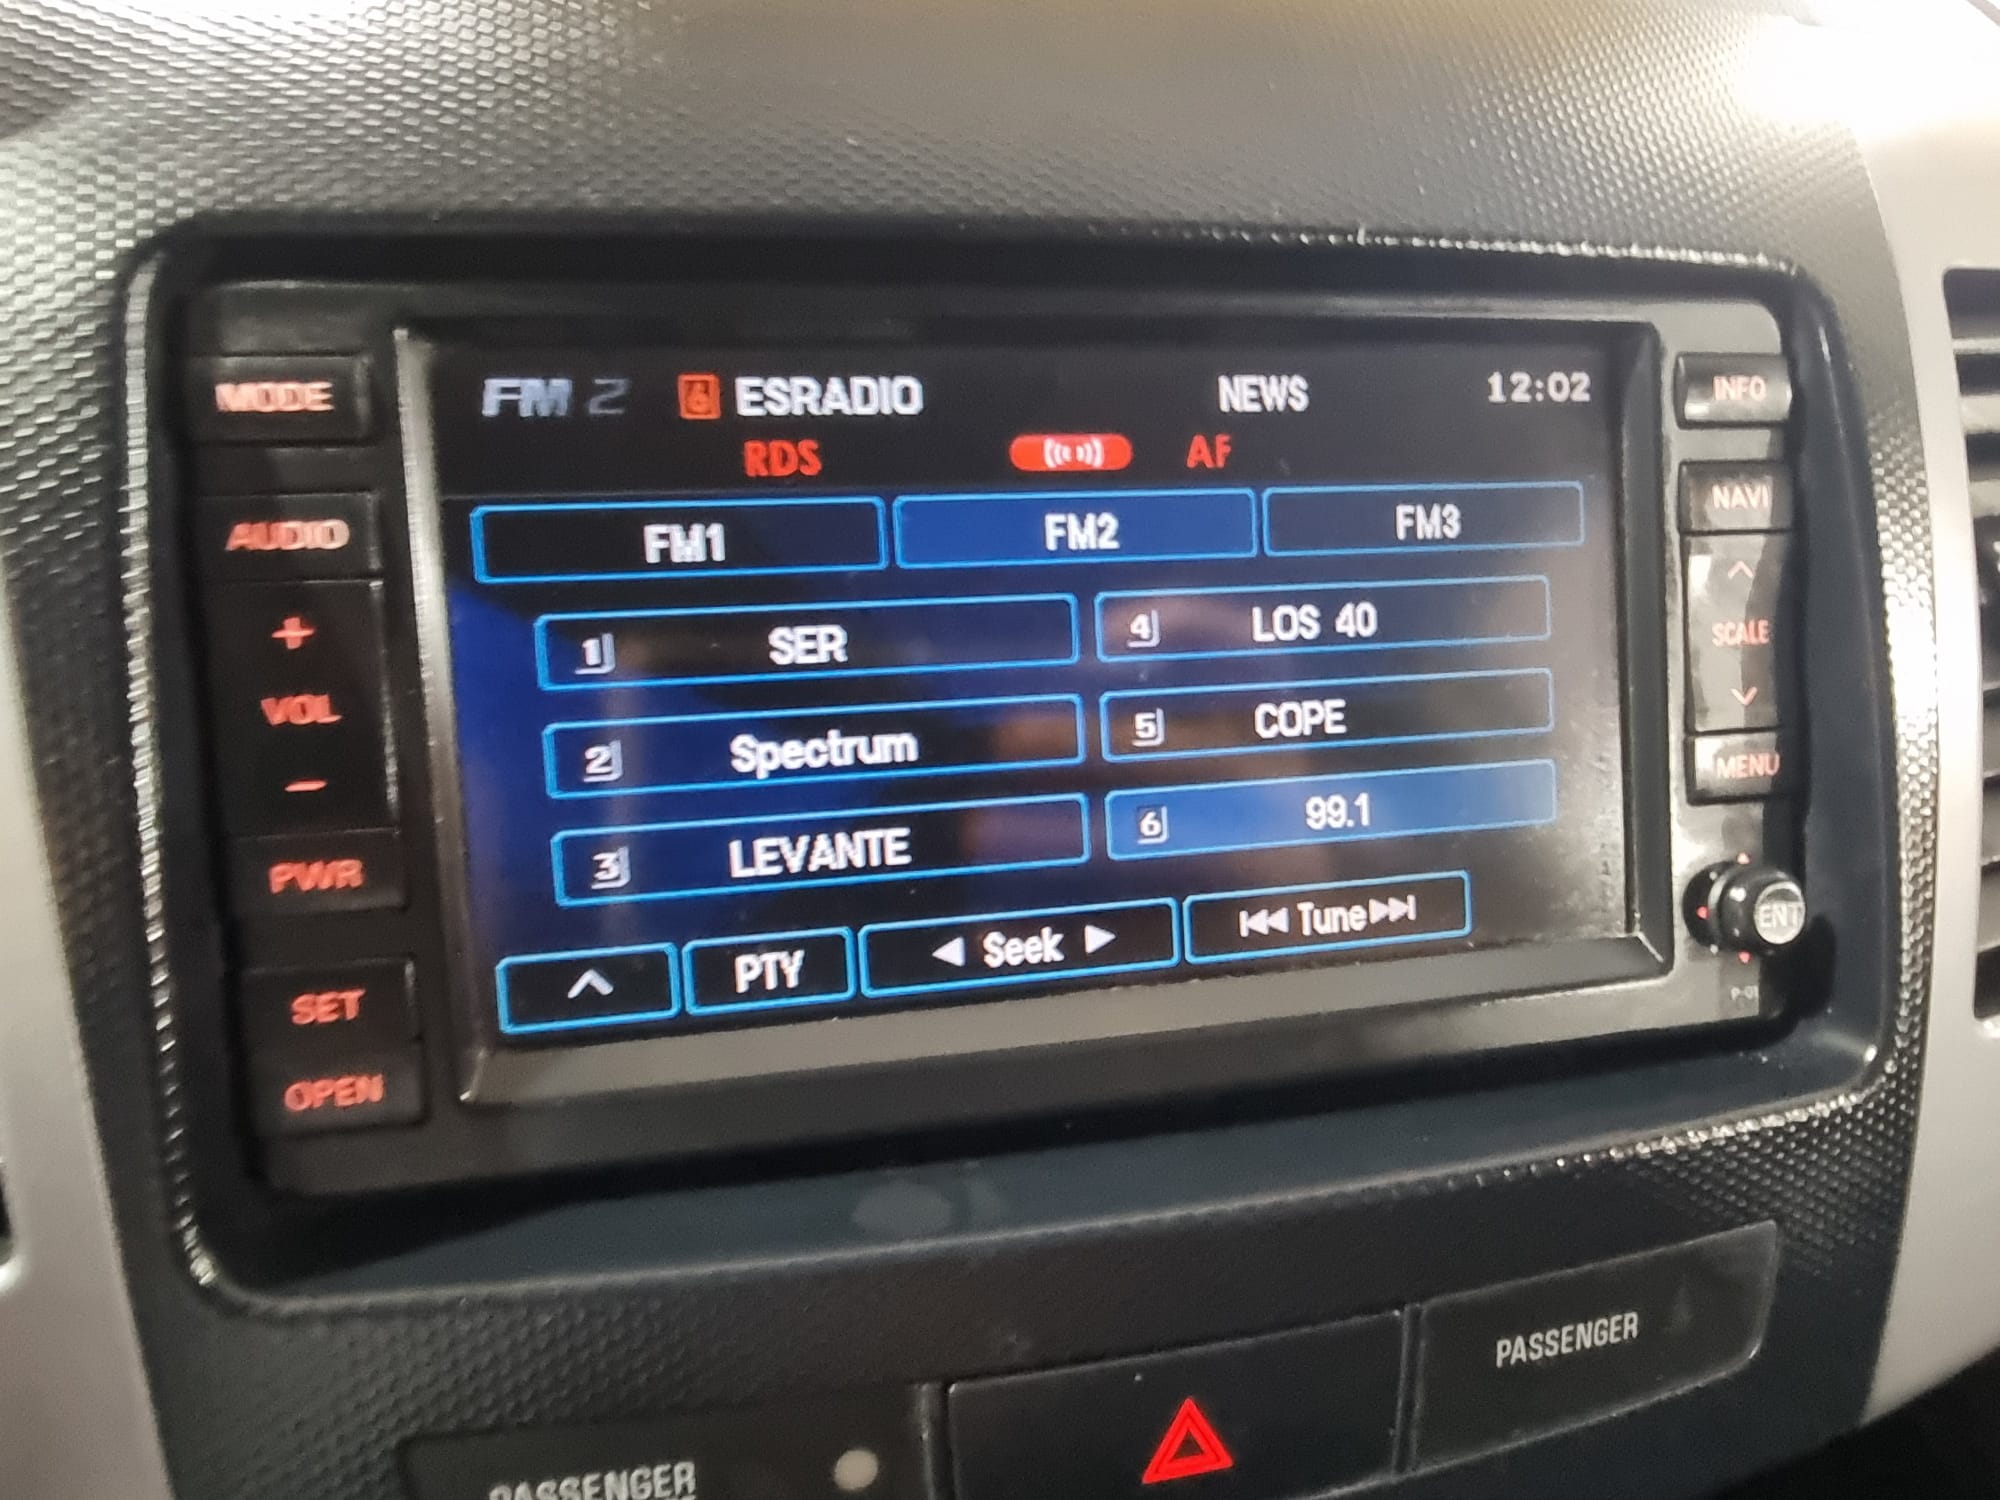 MODE
AUDIO
+
VOL
−
PWR
SET
OPEN
FM 2 6 ESRADIO NEWS 12:02
RDS AF
FM1 FM2 FM3
1 SER 4 LOS 40
2 Spectrum 5 COPE
3 LEVANTE 6 99.1
PTY Seek Tune
INFO
NAVI
SCALE
MENU
ENT
PASSENGER
PASSENGER